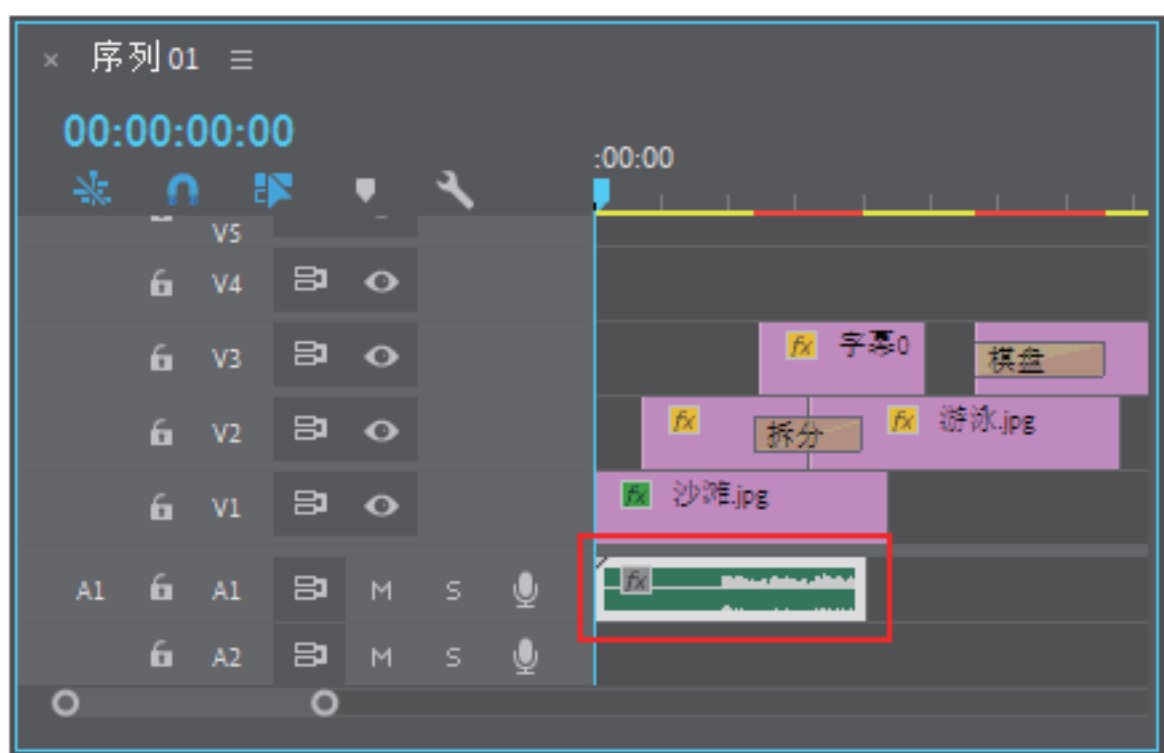 × 序列 01 ≡
00:00:00:00
:00:00
V5
V4
V3 fx 字幕0 棋盘
V2 fx 拆分 fx 游泳.jpg
V1 fx 沙滩.jpg
A1 A1 M S fx
A2 M S